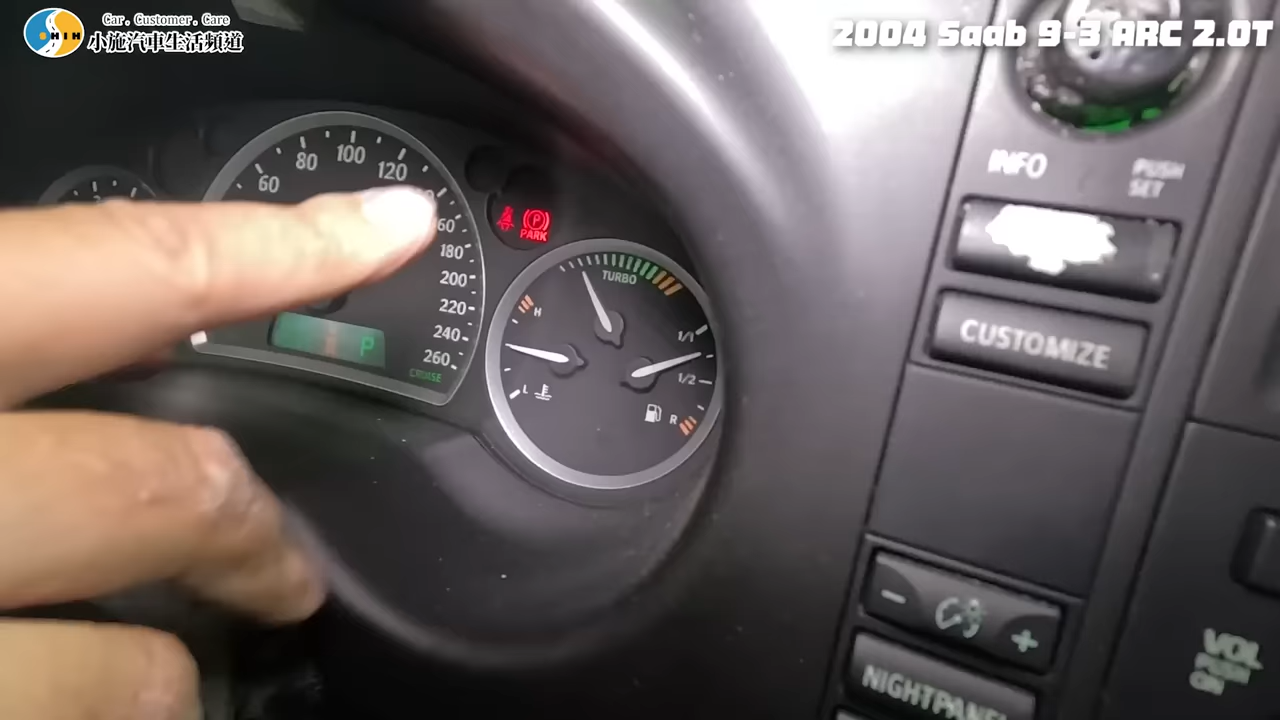 Car . Customer . Care
SHIH
小施汽車生活頻道
2004 Saab 9-3 ARC 2.0T
60
80
100
120
60
180
200
220
240
260
CRUISE
P
(P)
PARK
TURBO
H
L
1/1
1/2
R
INFO
PUSH
SET
CUSTOMIZE
−
+
NIGHTPANEL
VOL
PUSH
ON